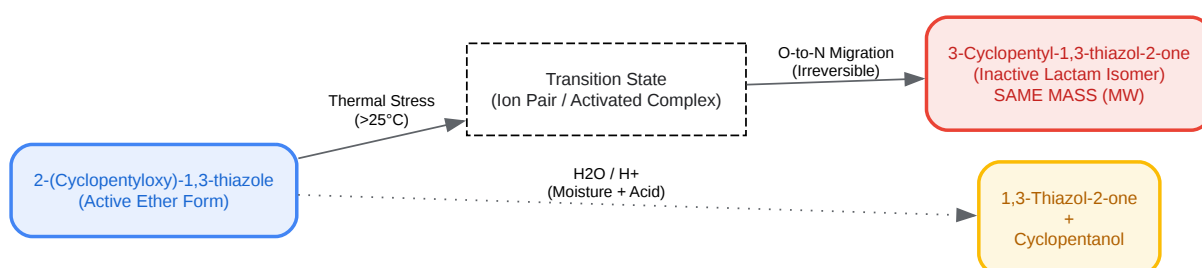 2-(Cyclopentyloxy)-1,3-thiazole
(Active Ether Form)
Thermal Stress
(>25°C)
Transition State
(Ion Pair / Activated Complex)
O-to-N Migration
(Irreversible)
3-Cyclopentyl-1,3-thiazol-2-one
(Inactive Lactam Isomer)
SAME MASS (MW)
H2O / H+
(Moisture + Acid)
1,3-Thiazol-2-one
+
Cyclopentanol